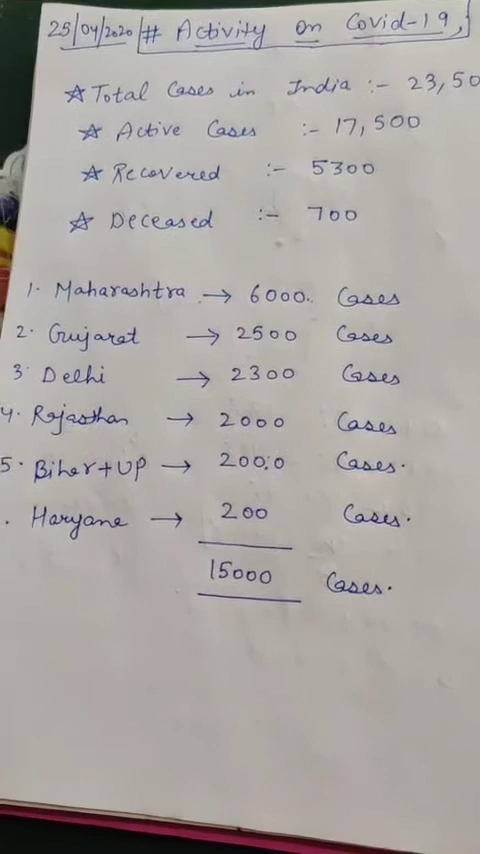 25/04/2020 # Activity on Covid-19,
☆ Total Cases in India :- 23,50
☆ Active Cases :- 17,500
☆ Recovered :- 5300
☆ Deceased :- 700
1. Maharashtra → 6000. Cases
2. Gujarat → 2500 Cases
3. Delhi → 2300 Cases
4. Rajasthan → 2000 Cases
5. Bihar+UP → 2000 Cases.
. Haryana → 200 Cases.
15000 Cases.